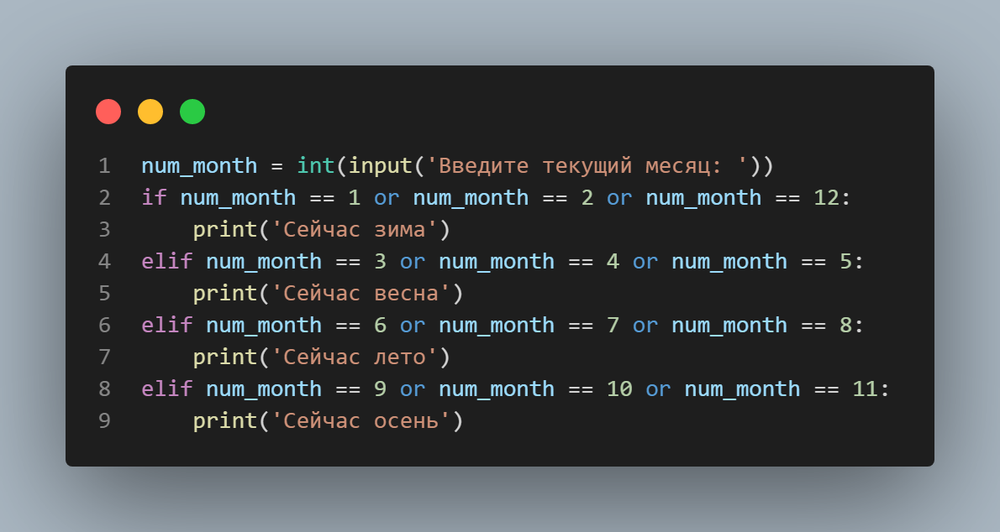 1 num_month = int(input('Введите текущий месяц: '))
2 if num_month == 1 or num_month == 2 or num_month == 12:
3     print('Сейчас зима')
4 elif num_month == 3 or num_month == 4 or num_month == 5:
5     print('Сейчас весна')
6 elif num_month == 6 or num_month == 7 or num_month == 8:
7     print('Сейчас лето')
8 elif num_month == 9 or num_month == 10 or num_month == 11:
9     print('Сейчас осень')